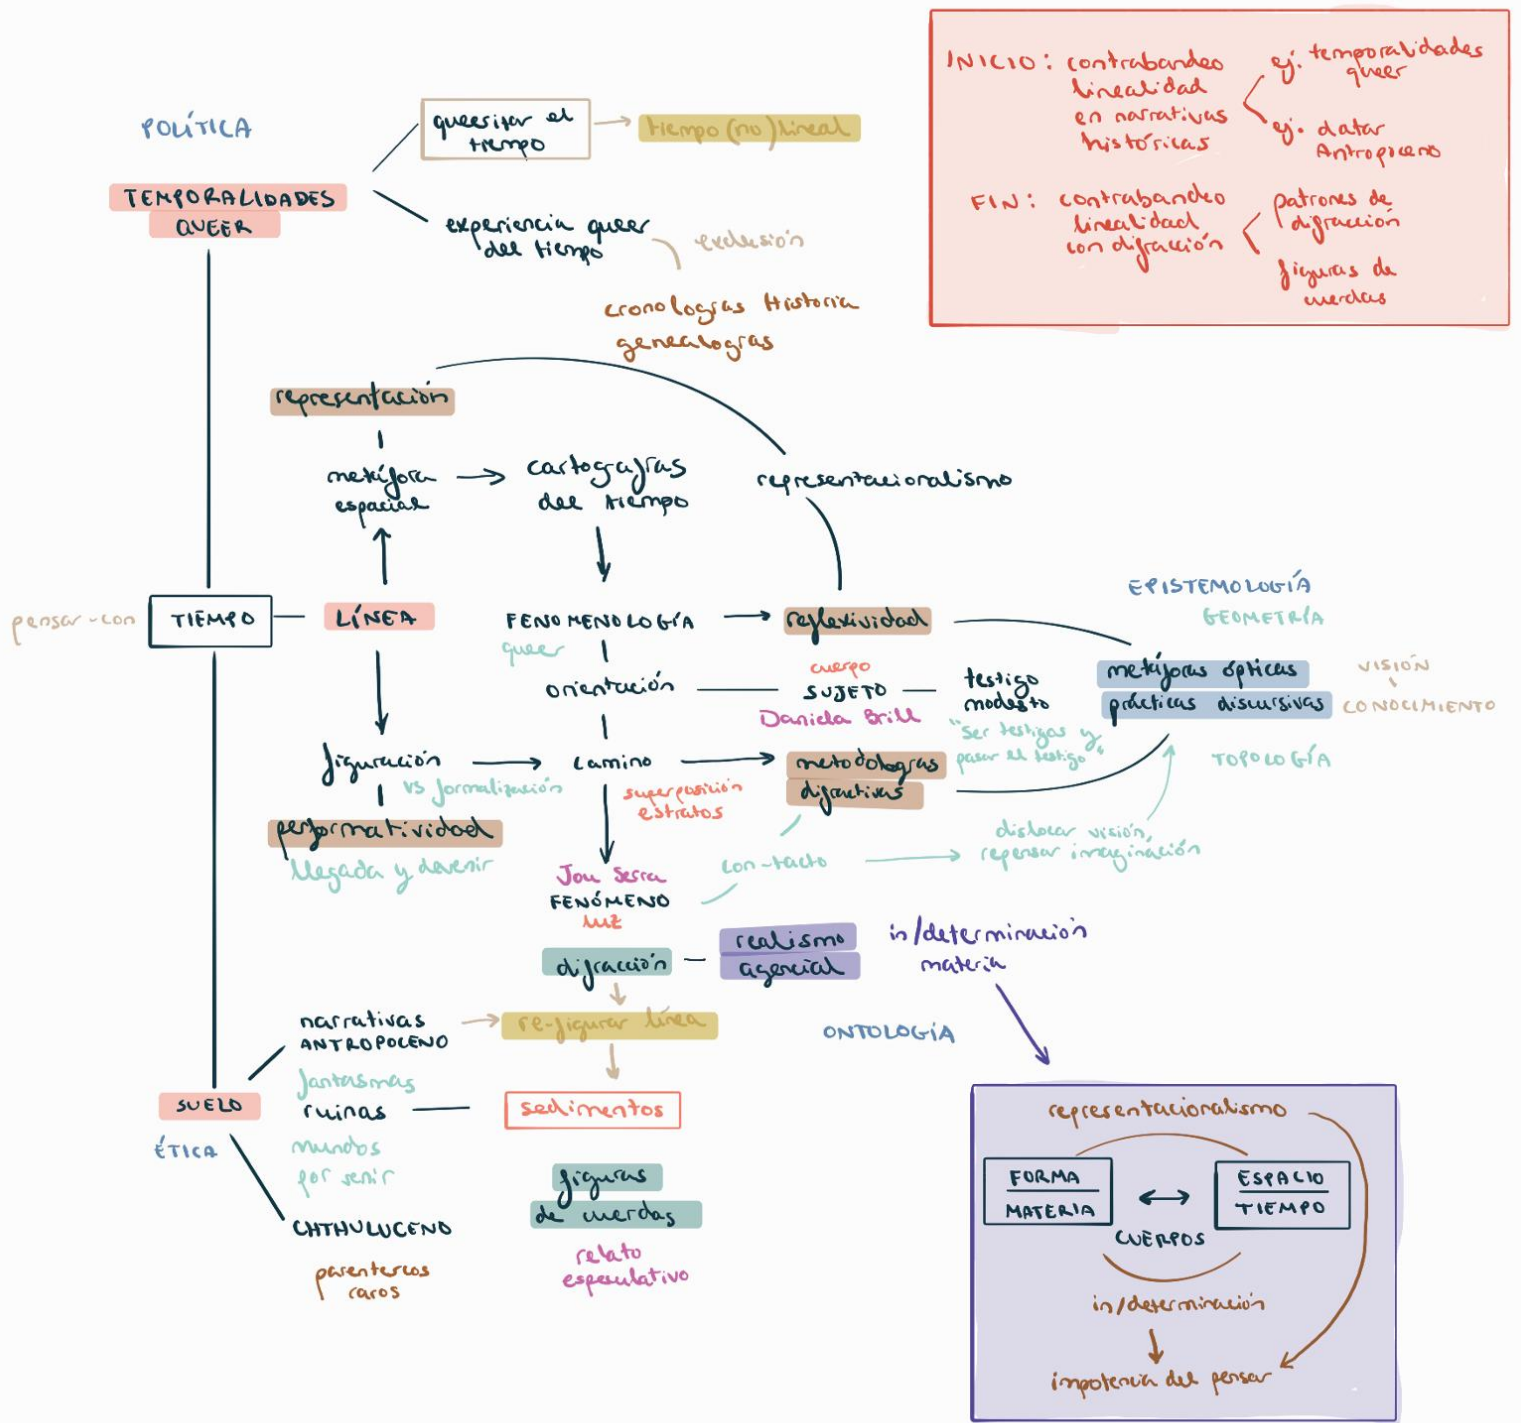 POLÍTICA
TEMPORALIDADES
QUEER
queerizar el
tiempo
tiempo (no) lineal
experiencia queer
del tiempo
exclusión
cronologías Historia
genealogías
INICIO: contrabandeo
linealidad
en narrativas
históricas
ej. temporalidades
queer
ej. datar
Antropoceno
FIN: contrabandeo
linealidad
con difracción
patrones de
difracción
figuras de
cuerdas
representación
metáfora
espacial
cartografías
del tiempo
representacionalismo
pensar-con
TIEMPO
LÍNEA
FENOMENOLOGÍA
queer
reflexividad
EPISTEMOLOGÍA
GEOMETRÍA
orientación
cuerpo
SUJETO
Daniela Brill
testigo
modesto
"ser testigos y
pasar el testigo"
metáforas ópticas
prácticas discursivas
VISIÓN
CONOCIMIENTO
TOPOLOGÍA
figuración
vs formalización
camino
superposición
estratos
metodologías
difractivas
performatividad
llegada y devenir
con-tacto
dislocar visión,
repensar imaginación
Jou Serra
FENÓMENO
luz
difracción
realismo
agencial
in/determinación
materia
narrativas
ANTROPOCENO
re-figurar línea
ONTOLOGÍA
SUELO
ÉTICA
fantasmas
ruinas
mundos
por venir
sedimentos
CHTHULUCENO
parentescos
raros
figuras
de cuerdas
relato
especulativo
representacionalismo
FORMA
MATERIA
ESPACIO
TIEMPO
CUERPOS
in/determinación
impotencia del pensar